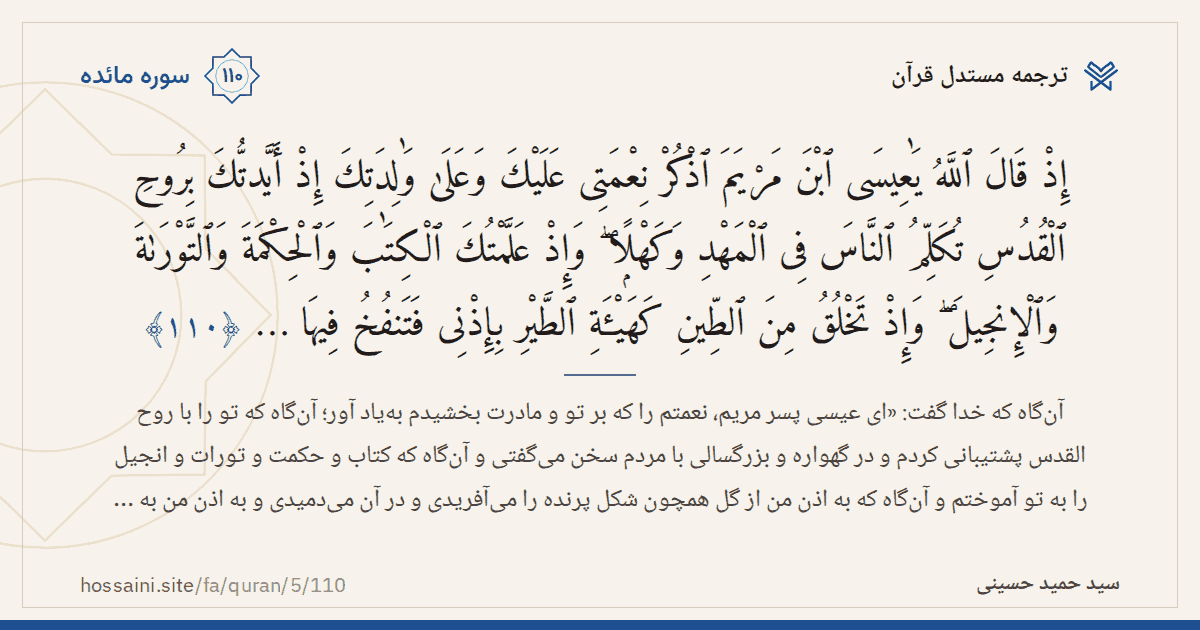 ترجمه مستدل قرآن
سوره مائده ۱۱۰
إِذْ قَالَ ٱللَّهُ يَٰعِيسَى ٱبْنَ مَرْيَمَ ٱذْكُرْ نِعْمَتِى عَلَيْكَ وَعَلَىٰ وَٰلِدَتِكَ إِذْ أَيَّدتُّكَ بِرُوحِ
ٱلْقُدُسِ تُكَلِّمُ ٱلنَّاسَ فِى ٱلْمَهْدِ وَكَهْلًۭا ۖ وَإِذْ عَلَّمْتُكَ ٱلْكِتَٰبَ وَٱلْحِكْمَةَ وَٱلتَّوْرَىٰةَ
وَٱلْإِنجِيلَ ۖ وَإِذْ تَخْلُقُ مِنَ ٱلطِّينِ كَهَيْـَٔةِ ٱلطَّيْرِ بِإِذْنِى فَتَنفُخُ فِيهَا ... ﴿۱۱۰﴾
آن‌گاه که خدا گفت: «ای عیسی پسر مریم، نعمتم را که بر تو و مادرت بخشیدم به‌یاد آور؛ آن‌گاه که تو را با روح
القدس پشتیبانی کردم و در گهواره و بزرگسالی با مردم سخن می‌گفتی و آن‌گاه که کتاب و حکمت و تورات و انجیل
را به تو آموختم و آن‌گاه که به اذن من از گل همچون شکل پرنده را می‌آفریدی و در آن می‌دمیدی و به اذن من به ...
سید حمید حسینی
hossaini.site/fa/quran/5/110